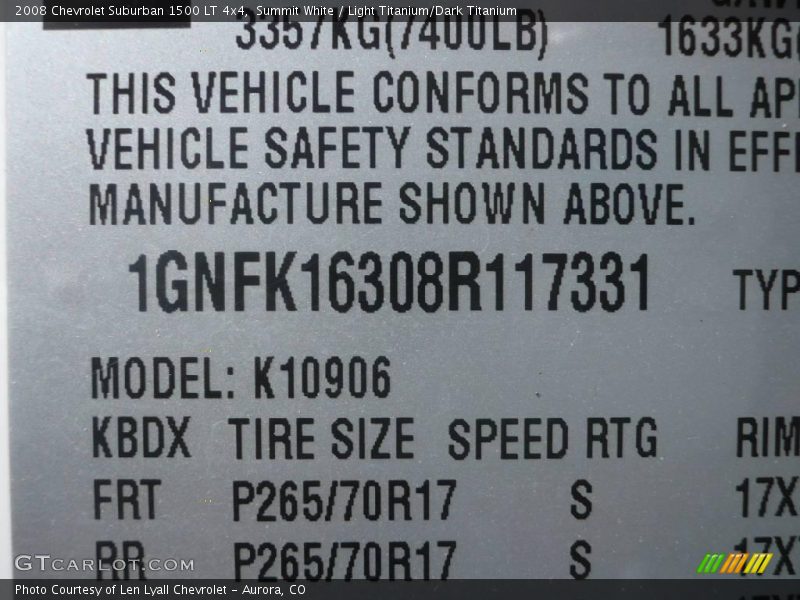 2008 Chevrolet Suburban 1500 LT 4x4, Summit White / Light Titanium/Dark Titanium
3357KG(7400LB) 1633KG(
THIS VEHICLE CONFORMS TO ALL AP
VEHICLE SAFETY STANDARDS IN EFF
MANUFACTURE SHOWN ABOVE.
1GNFK16308R117331 TYP
MODEL: K10906
KBDX TIRE SIZE SPEED RTG RIM
FRT P265/70R17 S 17X
RR P265/70R17 S 17X
GTcarlot.com
Photo Courtesy of Len Lyall Chevrolet - Aurora, CO